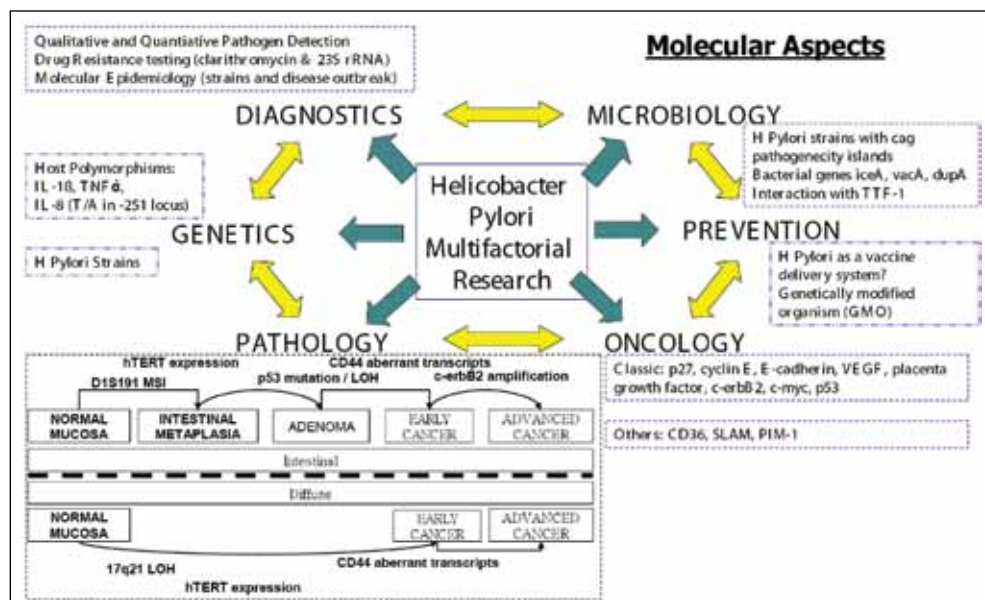 Molecular Aspects
Qualitative and Quantiative Pathogen Detection
Drug Resistance testing (clarithromycin & 23S rRNA)
Molecular Epidemiology (strains and disease outbreak)
DIAGNOSTICS
MICROBIOLOGY
H Pylori strains with cag
pathogenecity islands
Bacterial genes iceA, vacA, dupA
Interaction with TTF-1
Host Polymorphisms:
IL-1ß, TNFα,
IL-8 (T/A in -251 locus)
Helicobacter
Pylori
Multifactorial
Research
GENETICS
PREVENTION
H Pylori Strains
H Pylori as a vaccine
delivery system?
Genetically modified
organism (GMO)
PATHOLOGY
ONCOLOGY
Classic: p27, cyclin E, E-cadherin, VEGF, placenta
growth factor, c-erbB2, c-myc, p53
Others: CD36, SLAM, PIM-1
hTERT expression
CD44 aberrant transcripts
D1S191 MSI
p53 mutation / LOH
c-erbB2 amplification
NORMAL
MUCOSA
INTESTINAL
METAPLASIA
ADENOMA
EARLY
CANCER
ADVANCED
CANCER
Intestinal
Diffuse
NORMAL
MUCOSA
EARLY
CANCER
ADVANCED
CANCER
17q21 LOH
CD44 aberrant transcripts
hTERT expression